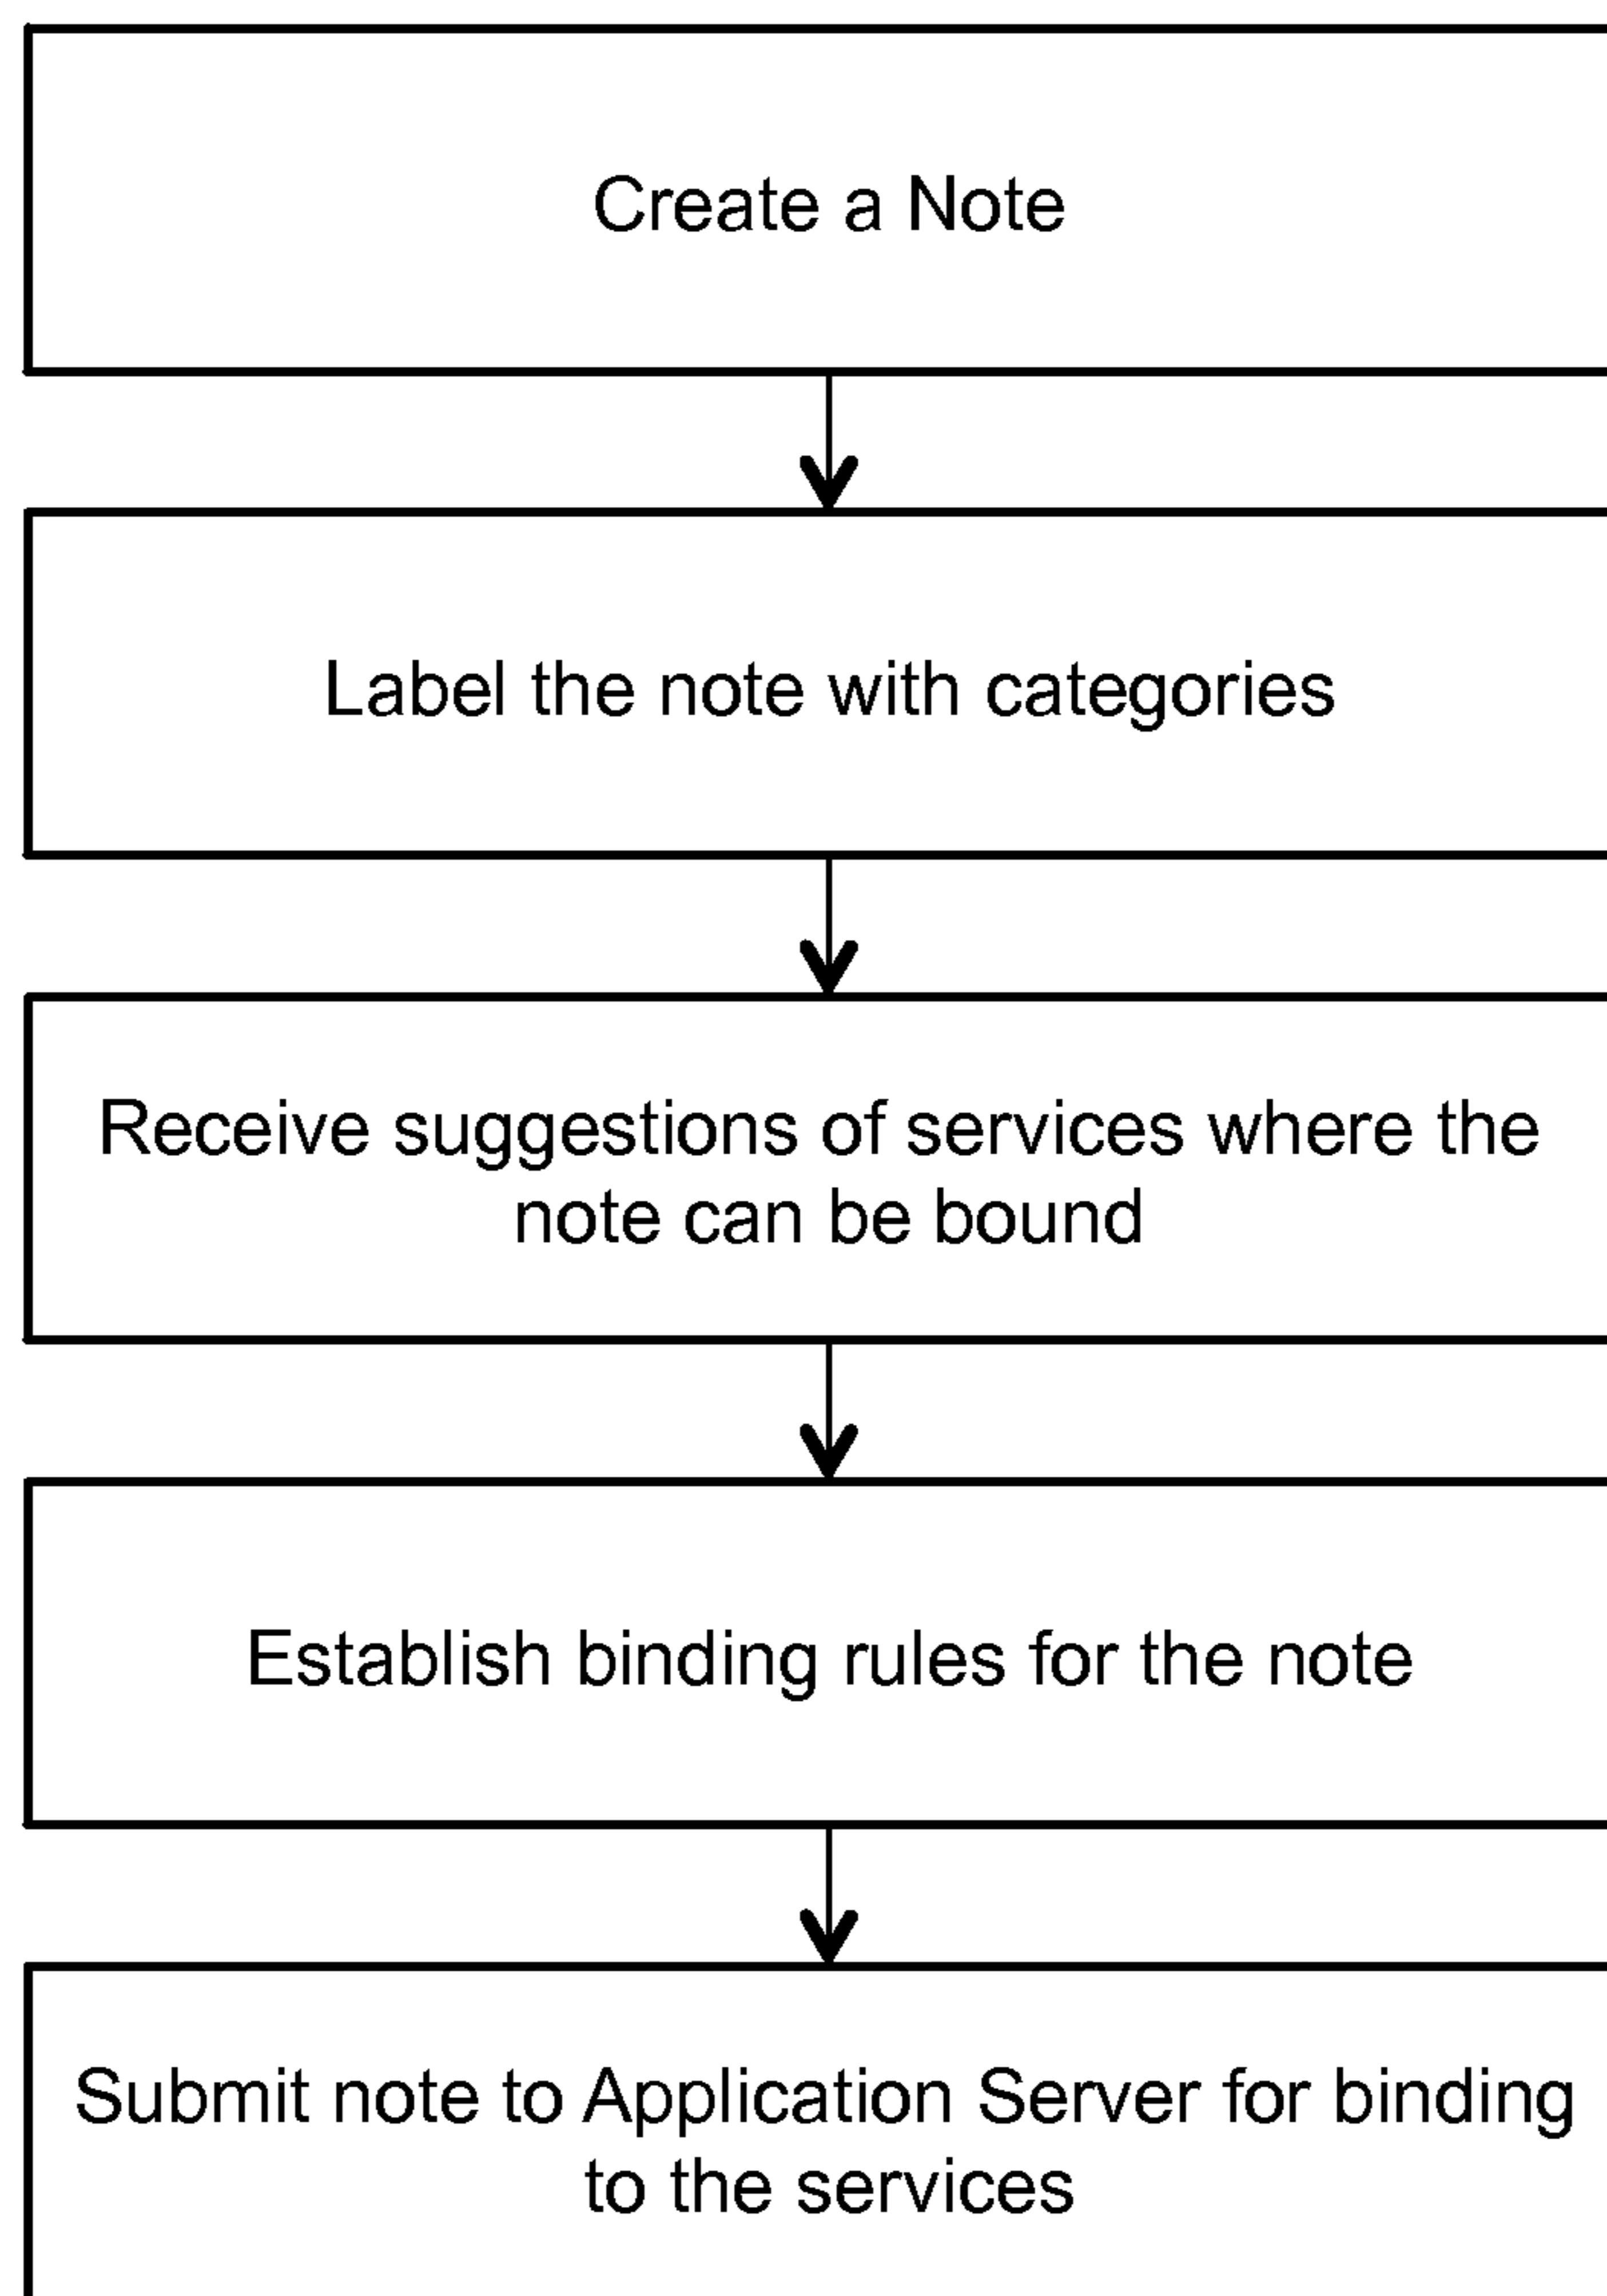 Create a Note
Label the note with categories
Receive suggestions of services where the
note can be bound
Establish binding rules for the note
Submit note to Application Server for binding
to the services